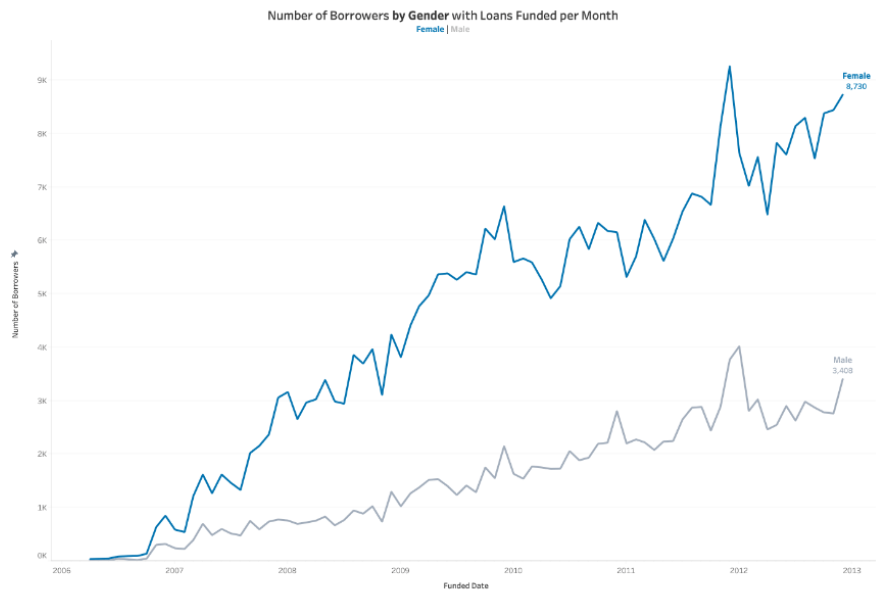 Number of Borrowers by Gender with Loans Funded per Month
Female | Male
9K
8K
7K
6K
5K
4K
3K
2K
1K
0K
Number of Borrowers
Female
8,730
Male
3,408
2006 2007 2008 2009 2010 2011 2012 2013
Funded Date